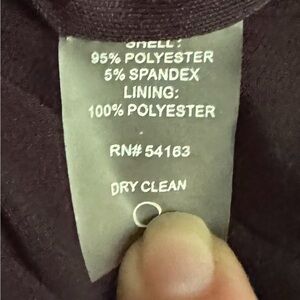 SHELL:
95% POLYESTER
5% SPANDEX
LINING:
100% POLYESTER
RN# 54163
DRY CLEAN